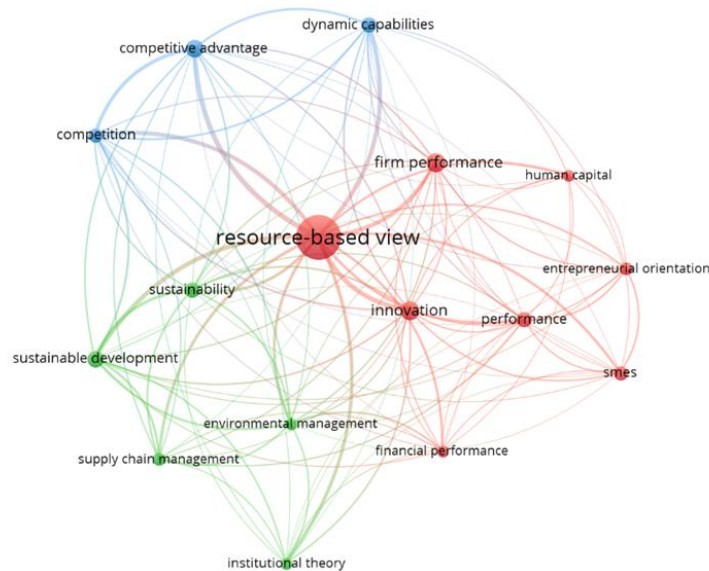 dynamic capabilities
competitive advantage
competition
firm performance
human capital
resource-based view
entrepreneurial orientation
sustainability
innovation
performance
sustainable development
smes
environmental management
financial performance
supply chain management
institutional theory